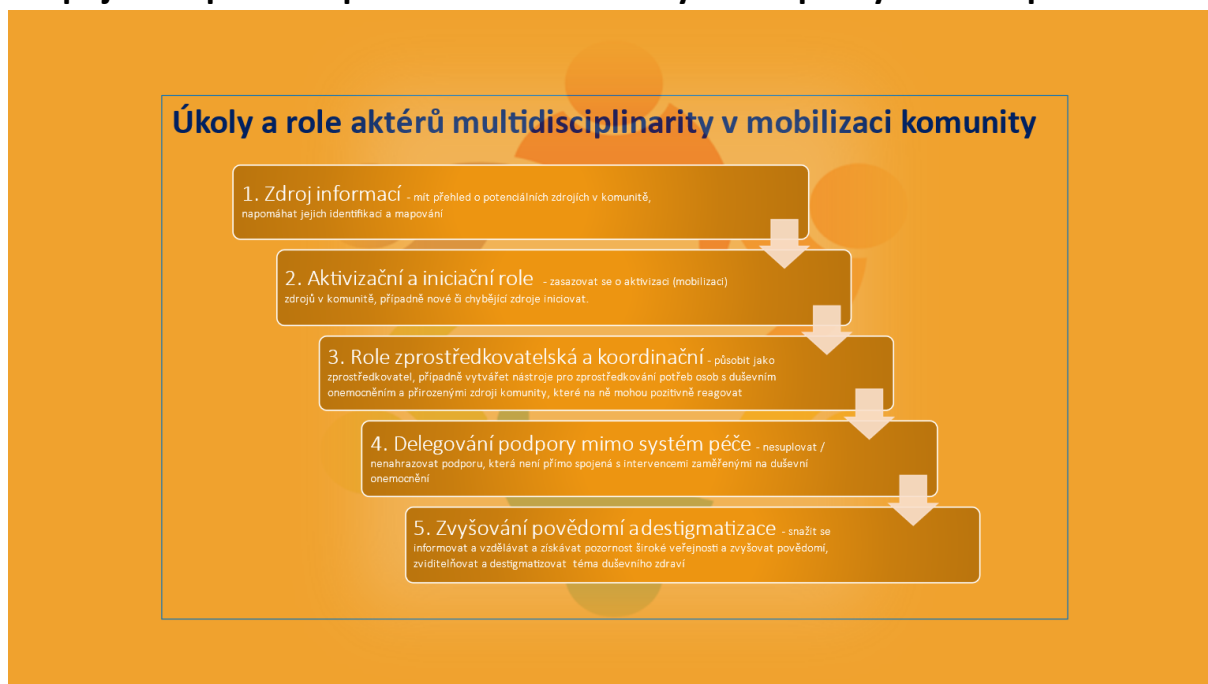 Úkoly a role aktérů multidisciplinarity v mobilizaci komunity
1. Zdroj informací - mít přehled o potenciálních zdrojích v komunitě,
napomáhat jejich identifikaci a mapování
2. Aktivizační a iniciační role - zasazovat se o aktivizaci (mobilizaci)
zdrojů v komunitě, případně nové či chybějící zdroje iniciovat.
3. Role zprostředkovatelská a koordinační - působit jako
zprostředkovatel, případně vytvářet nástroje pro zprostředkování potřeb osob s duševním
onemocněním a přirozenými zdroji komunity, které na ně mohou pozitivně reagovat
4. Delegování podpory mimo systém péče - nesuplovat /
nenahrazovat podporu, která není přímo spojená s intervencemi zaměřenými na duševní
onemocnění
5. Zvyšování povědomí a destigmatizace - snažit se
informovat a vzdělávat a získávat pozornost široké veřejnosti a zvyšovat povědomí,
zviditelňovat a destigmatizovat téma duševního zdraví